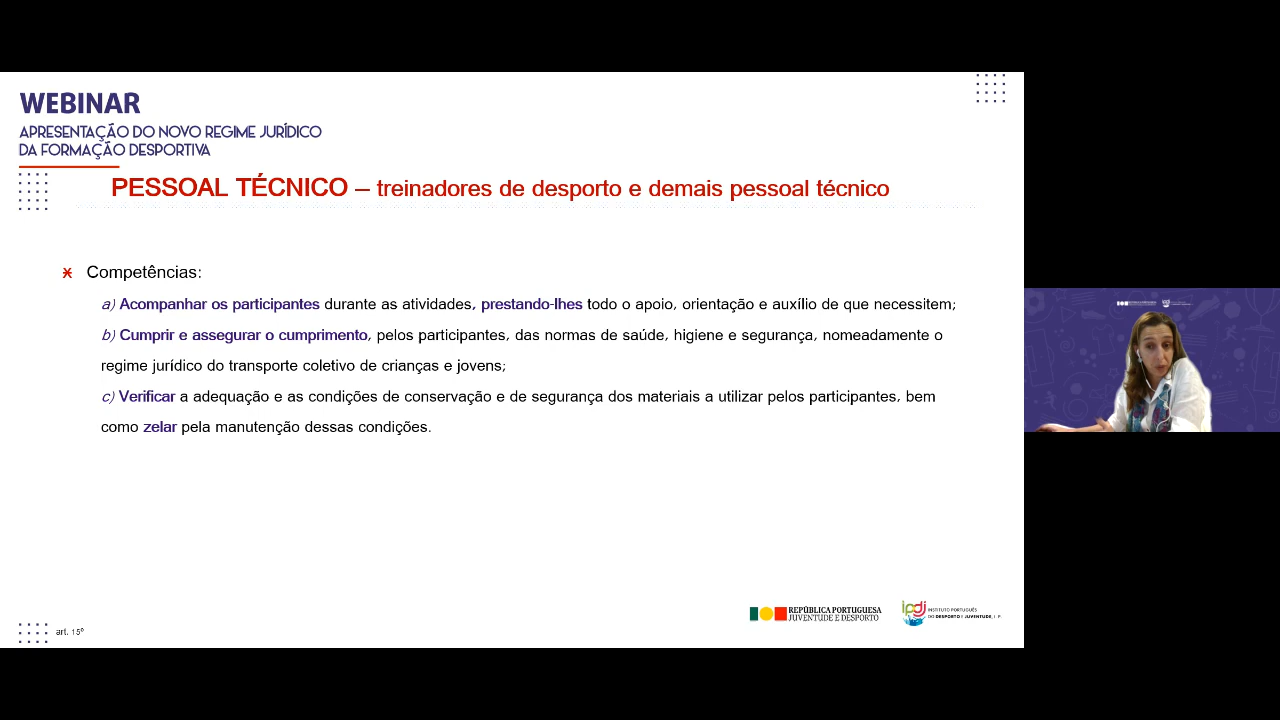 WEBINAR
APRESENTAÇÃO DO NOVO REGIME JURÍDICO
DA FORMAÇÃO DESPORTIVA
PESSOAL TÉCNICO – treinadores de desporto e demais pessoal técnico
Competências:
a) Acompanhar os participantes durante as atividades, prestando-lhes todo o apoio, orientação e auxílio de que necessitem;
b) Cumprir e assegurar o cumprimento, pelos participantes, das normas de saúde, higiene e segurança, nomeadamente o
regime jurídico do transporte coletivo de crianças e jovens;
c) Verificar a adequação e as condições de conservação e de segurança dos materiais a utilizar pelos participantes, bem
como zelar pela manutenção dessas condições.
REPÚBLICA PORTUGUESA
JUVENTUDE E DESPORTO
ipdj
INSTITUTO PORTUGUÊS
DO DESPORTO E JUVENTUDE, I. P.
art. 15º